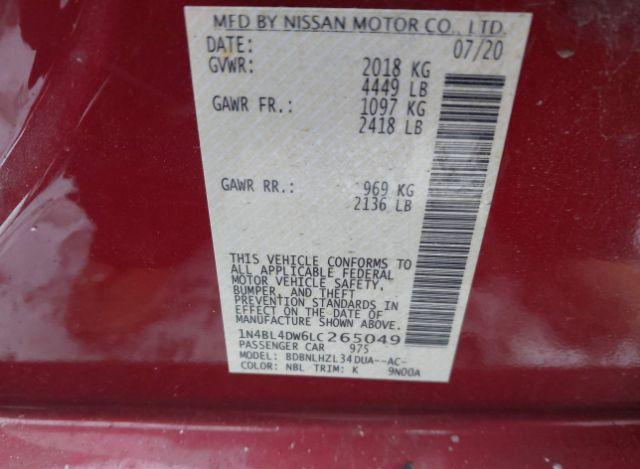 MFD BY NISSAN MOTOR CO., LTD.
DATE: 07/20
GVWR: 2018 KG
4449 LB
GAWR FR.: 1097 KG
2418 LB
GAWR RR.: 969 KG
2136 LB
THIS VEHICLE CONFORMS TO
ALL APPLICABLE FEDERAL
MOTOR VEHICLE SAFETY,
BUMPER, AND THEFT
PREVENTION STANDARDS IN
EFFECT ON THE DATE OF
MANUFACTURE SHOWN ABOVE.
1N4BL4DW6LC265049
PASSENGER CAR 975
MODEL: BDBNLHZL34DUA--AC-
COLOR: NBL TRIM: K 9N00A